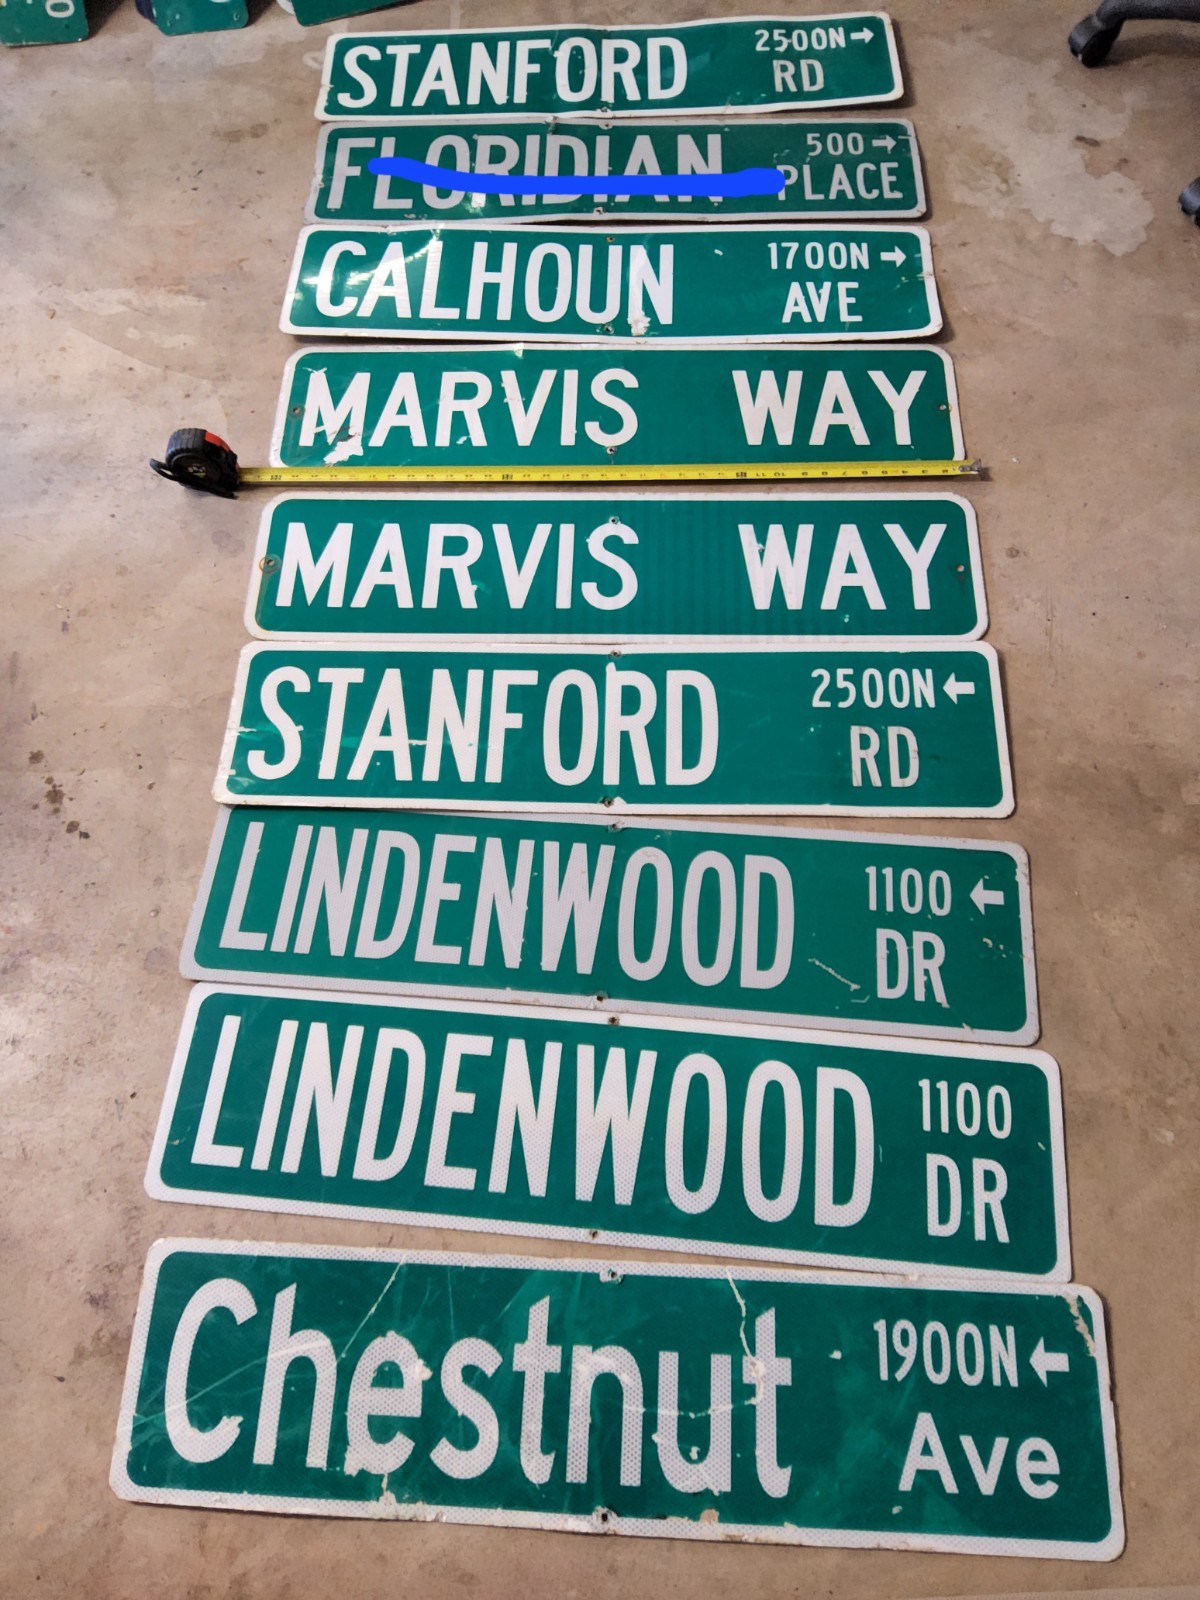 STANFORD 2500N→
RD
FLORIDIAN 500→
PLACE
CALHOUN 1700N→
AVE
MARVIS WAY
MARVIS WAY
STANFORD 2500N←
RD
LINDENWOOD 1100←
DR
LINDENWOOD 1100
DR
Chestnut 1900N←
Ave